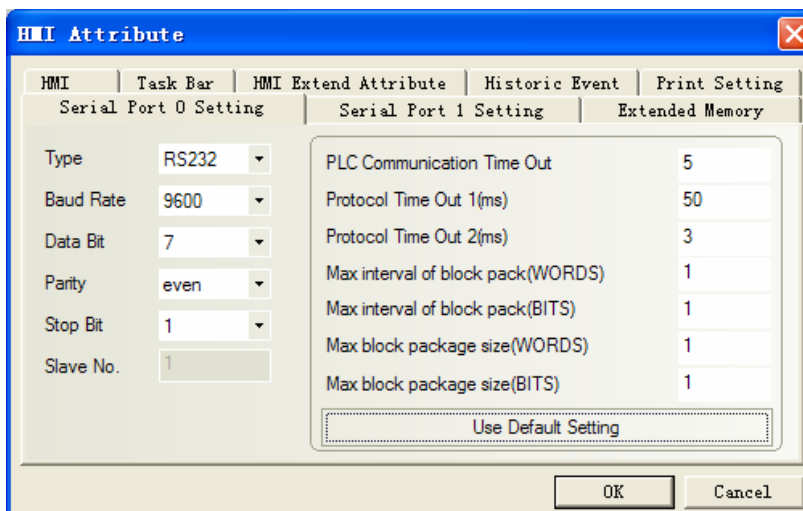 HMI Attribute
HMI Task Bar HMI Extend Attribute Historic Event Print Setting
Serial Port 0 Setting Serial Port 1 Setting Extended Memory
Type RS232
Baud Rate 9600
Data Bit 7
Parity even
Stop Bit 1
Slave No. 1
PLC Communication Time Out 5
Protocol Time Out 1(ms) 50
Protocol Time Out 2(ms) 3
Max interval of block pack(WORDS) 1
Max interval of block pack(BITS) 1
Max block package size(WORDS) 1
Max block package size(BITS) 1
Use Default Setting
OK Cancel